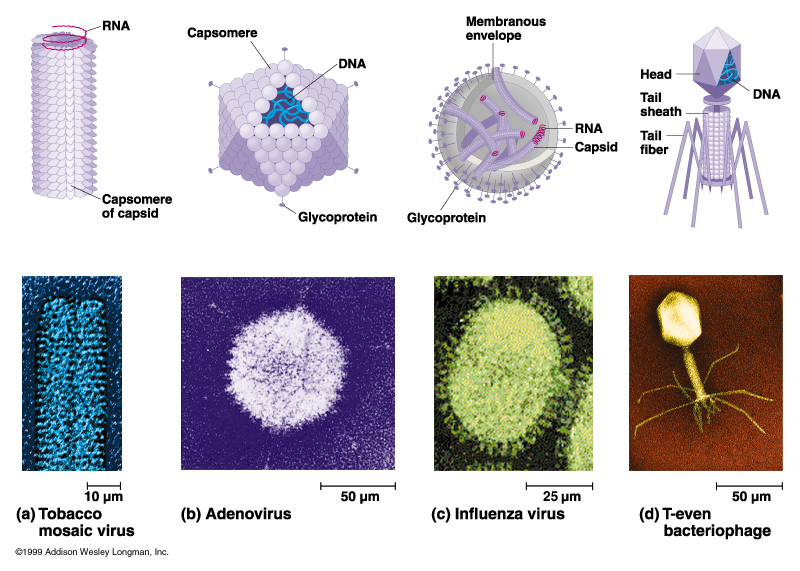 RNA
Capsomere
of capsid
Capsomere
DNA
Glycoprotein
Membranous
envelope
RNA
Capsid
Glycoprotein
Head
DNA
Tail
sheath
Tail
fiber
10 µm
50 µm
25 µm
50 µm
(a) Tobacco
mosaic virus
(b) Adenovirus
(c) Influenza virus
(d) T-even
bacteriophage
©1999 Addison Wesley Longman, Inc.